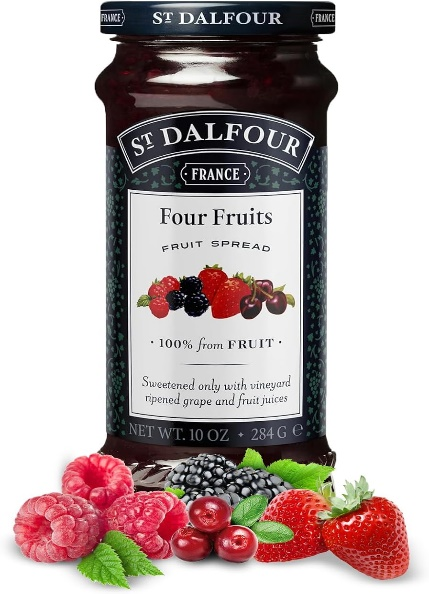 FRANCE ST DALFOUR FRANCE
ST DALFOUR
· FRANCE ·
Four Fruits
FRUIT SPREAD
· 100% from FRUIT ·
Sweetened only with vineyard
ripened grape and fruit juices
NET WT. 10 OZ • 284 G ℮